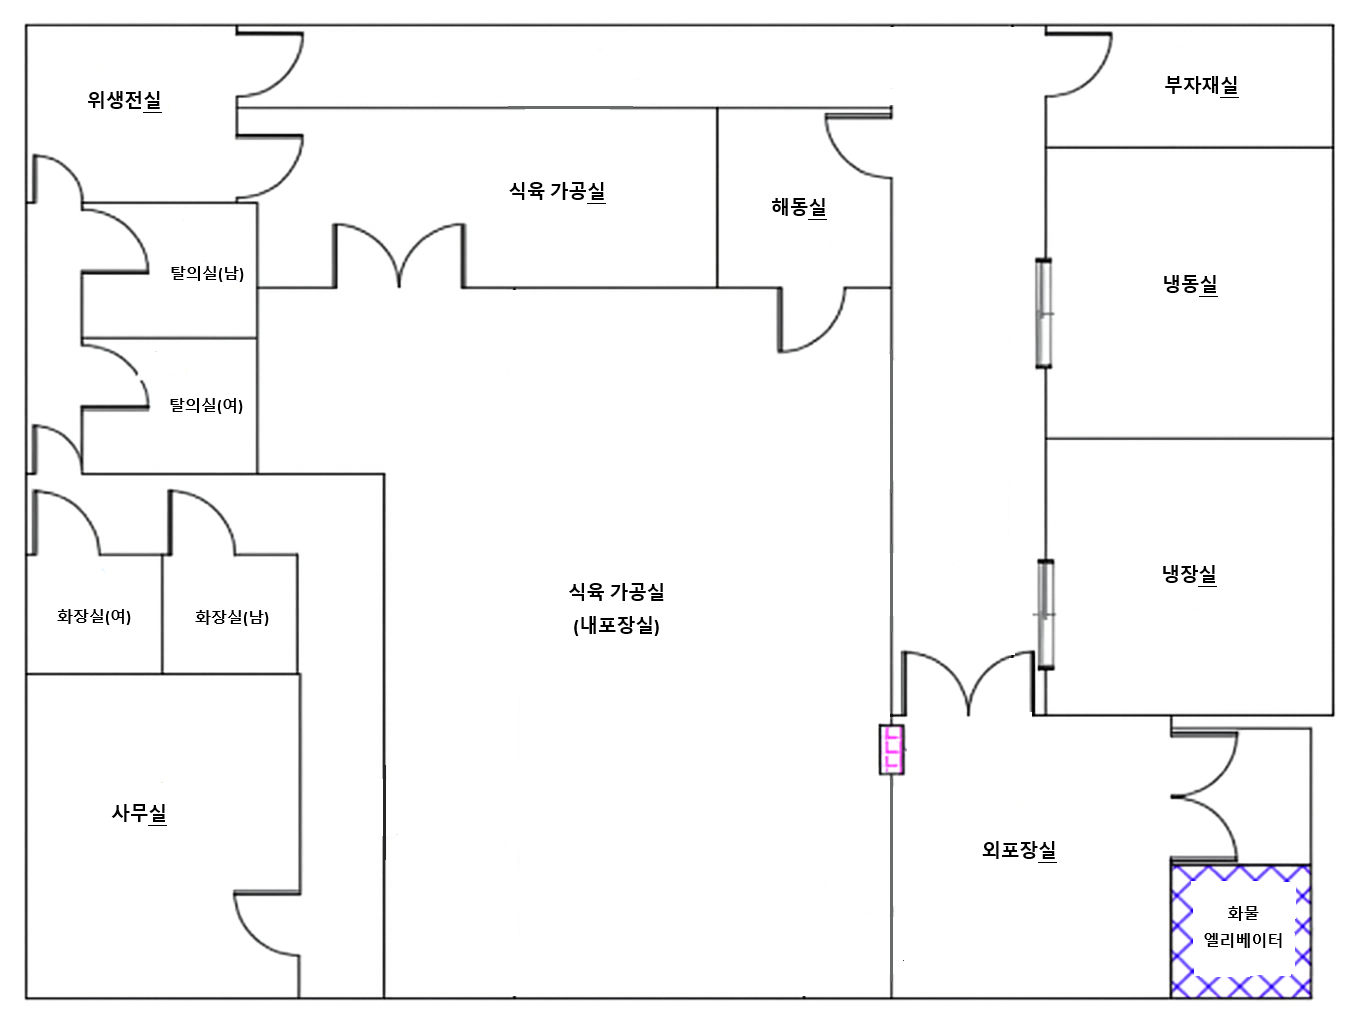 위생전실
부자재실
식육 가공실
해동실
탈의실(남)
냉동실
탈의실(여)
냉장실
식육 가공실
(내포장실)
화장실(여)
화장실(남)
사무실
외포장실
화물
엘리베이터